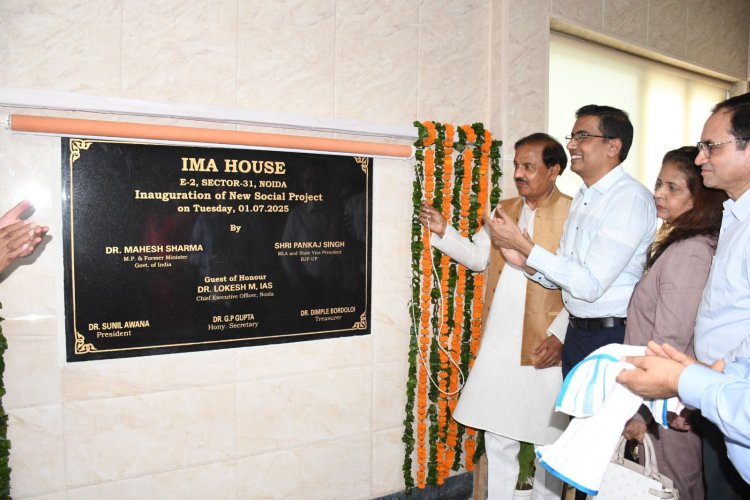 IMA HOUSE
E-2, SECTOR-31, NOIDA
Inauguration of New Social Project
on Tuesday, 01.07.2025
By
DR. MAHESH SHARMA
M.P. & Former Minister
Govt. of India
SHRI PANKAJ SINGH
MLA and State Vice President
BJP-UP
Guest of Honour
DR. LOKESH M, IAS
Chief Executive Officer, Noida
DR. SUNIL AWANA
President
DR. G.P GUPTA
Hony. Secretary
DR. DIMPLE BORDOLOI
Treasurer